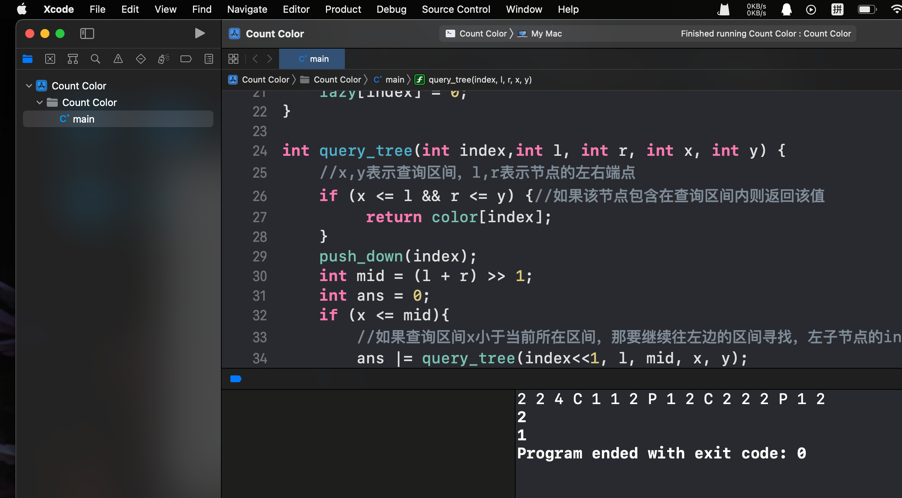 Xcode File Edit View Find Navigate Editor Product Debug Source Control Window Help 0KB/s 0KB/s 拼
Count Color Count Color 〉 My Mac Finished running Count Color : Count Color
main
Count Color 〉 Count Color 〉 main 〉 query_tree(index, l, r, x, y)
Count Color
Count Color
main
21 lazy[index] = 0;
22 }
23
24 int query_tree(int index,int l, int r, int x, int y) {
25 //x,y表示查询区间，l,r表示节点的左右端点
26 if (x <= l && r <= y) {//如果该节点包含在查询区间内则返回该值
27 return color[index];
28 }
29 push_down(index);
30 int mid = (l + r) >> 1;
31 int ans = 0;
32 if (x <= mid){
33 //如果查询区间x小于当前所在区间，那要继续往左边的区间寻找，左子节点的in
34 ans |= query_tree(index<<1, l, mid, x, y);
2 2 4 C 1 1 2 P 1 2 C 2 2 2 P 1 2
2
1
Program ended with exit code: 0